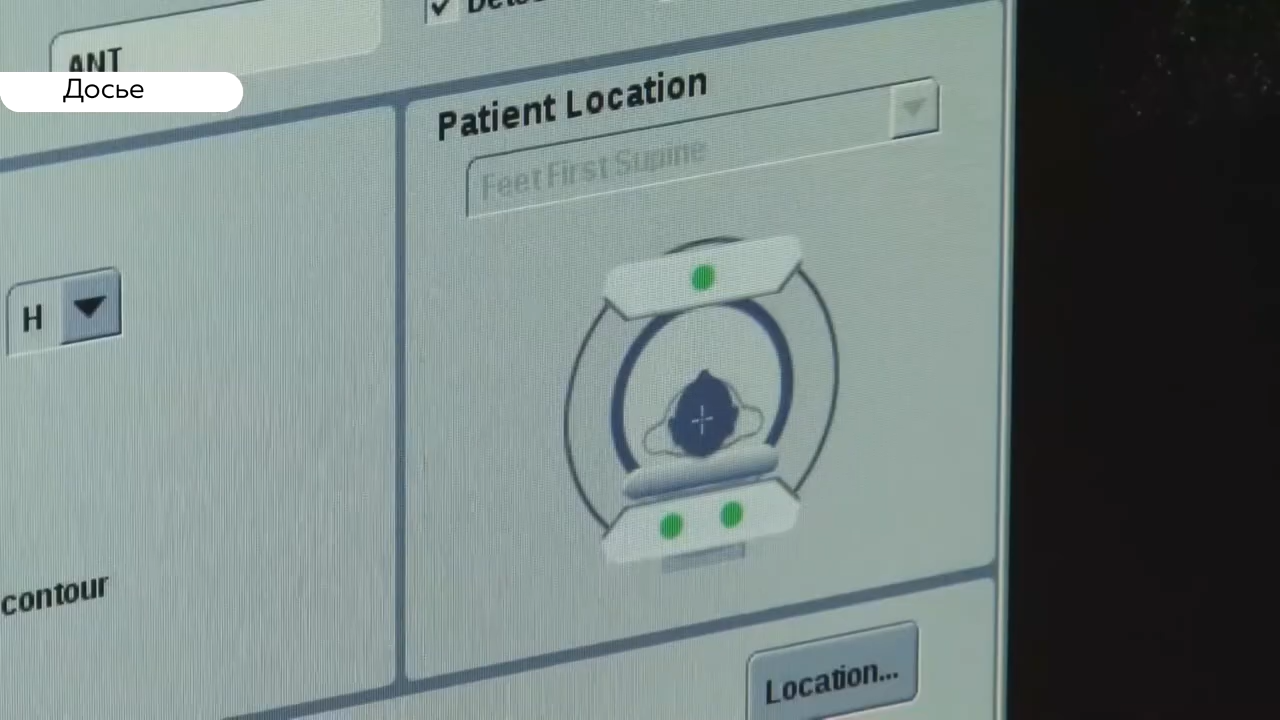 ANT
Досье
Patient Location
Feet First Supine
H
contour
Location...